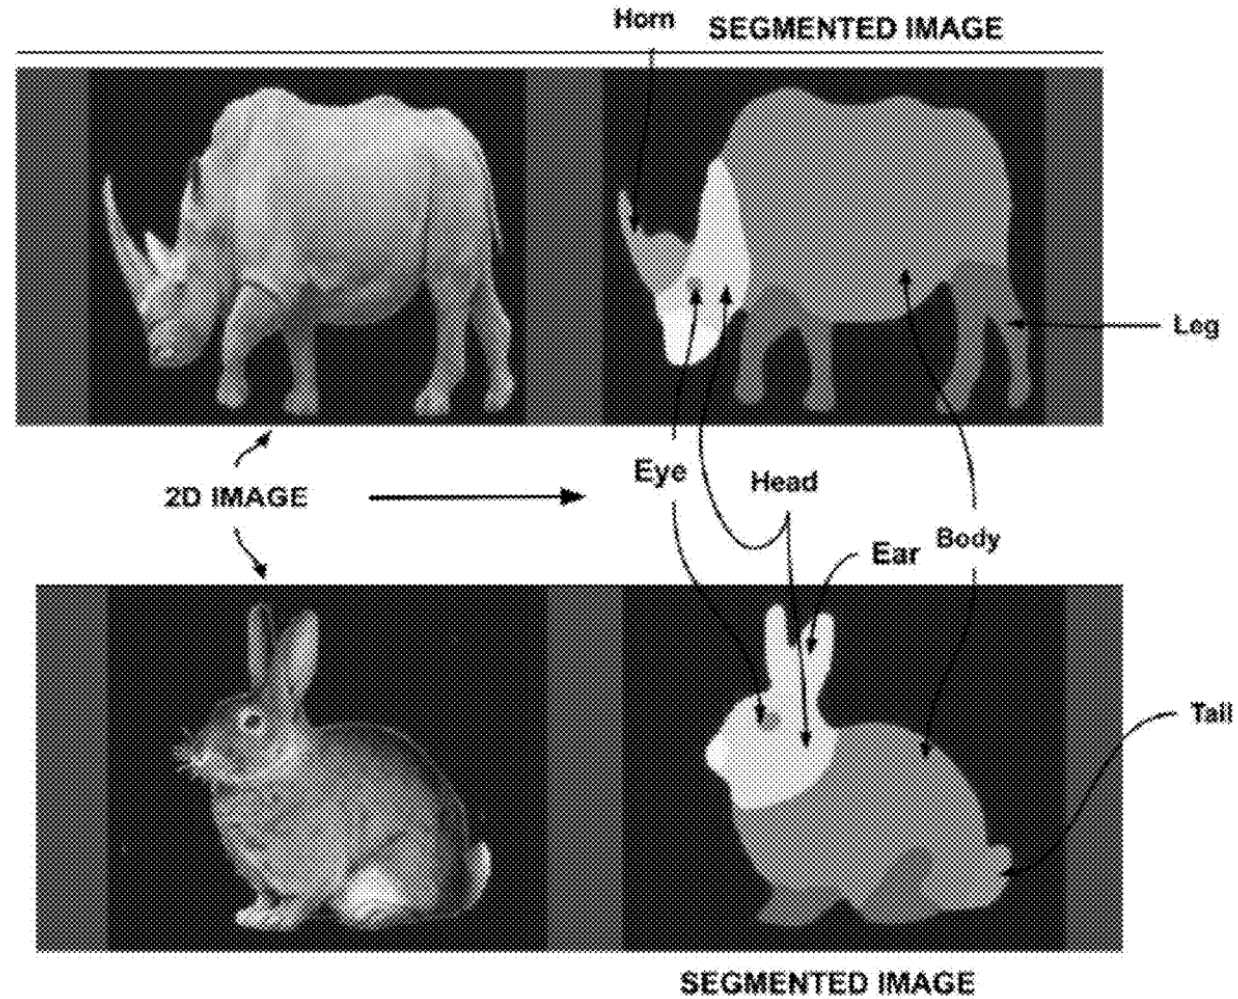 Horn
SEGMENTED IMAGE
Leg
Eye
Head
2D IMAGE
Ear
Body
Tail
SEGMENTED IMAGE